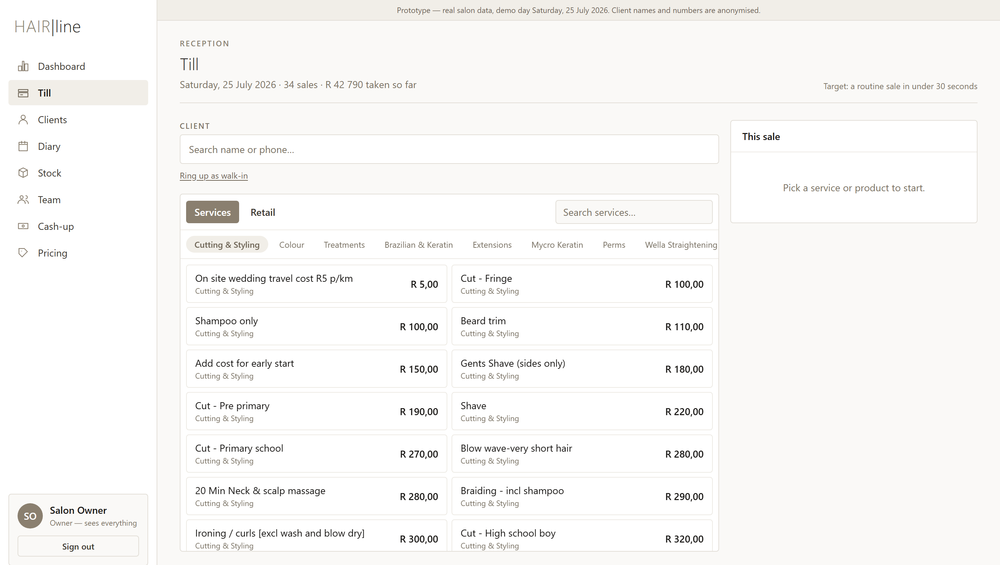 Prototype — real salon data, demo day Saturday, 25 July 2026. Client names and numbers are anonymised.
HAIR|line
Dashboard
Till
Clients
Diary
Stock
Team
Cash-up
Pricing
SO
Salon Owner
Owner — sees everything
Sign out
RECEPTION
Till
Saturday, 25 July 2026 · 34 sales · R 42 790 taken so far
Target: a routine sale in under 30 seconds
CLIENT
Search name or phone...
Ring up as walk-in
Services
Retail
Search services...
Cutting & Styling
Colour
Treatments
Brazilian & Keratin
Extensions
Mycro Keratin
Perms
Wella Straightening
On site wedding travel cost R5 p/km
Cutting & Styling
R 5,00
Cut - Fringe
Cutting & Styling
R 100,00
Shampoo only
Cutting & Styling
R 100,00
Beard trim
Cutting & Styling
R 110,00
Add cost for early start
Cutting & Styling
R 150,00
Gents Shave (sides only)
Cutting & Styling
R 180,00
Cut - Pre primary
Cutting & Styling
R 190,00
Shave
Cutting & Styling
R 220,00
Cut - Primary school
Cutting & Styling
R 270,00
Blow wave-very short hair
Cutting & Styling
R 280,00
20 Min Neck & scalp massage
Cutting & Styling
R 280,00
Braiding - incl shampoo
Cutting & Styling
R 290,00
Ironing / curls [excl wash and blow dry]
Cutting & Styling
R 300,00
Cut - High school boy
Cutting & Styling
R 320,00
This sale
Pick a service or product to start.